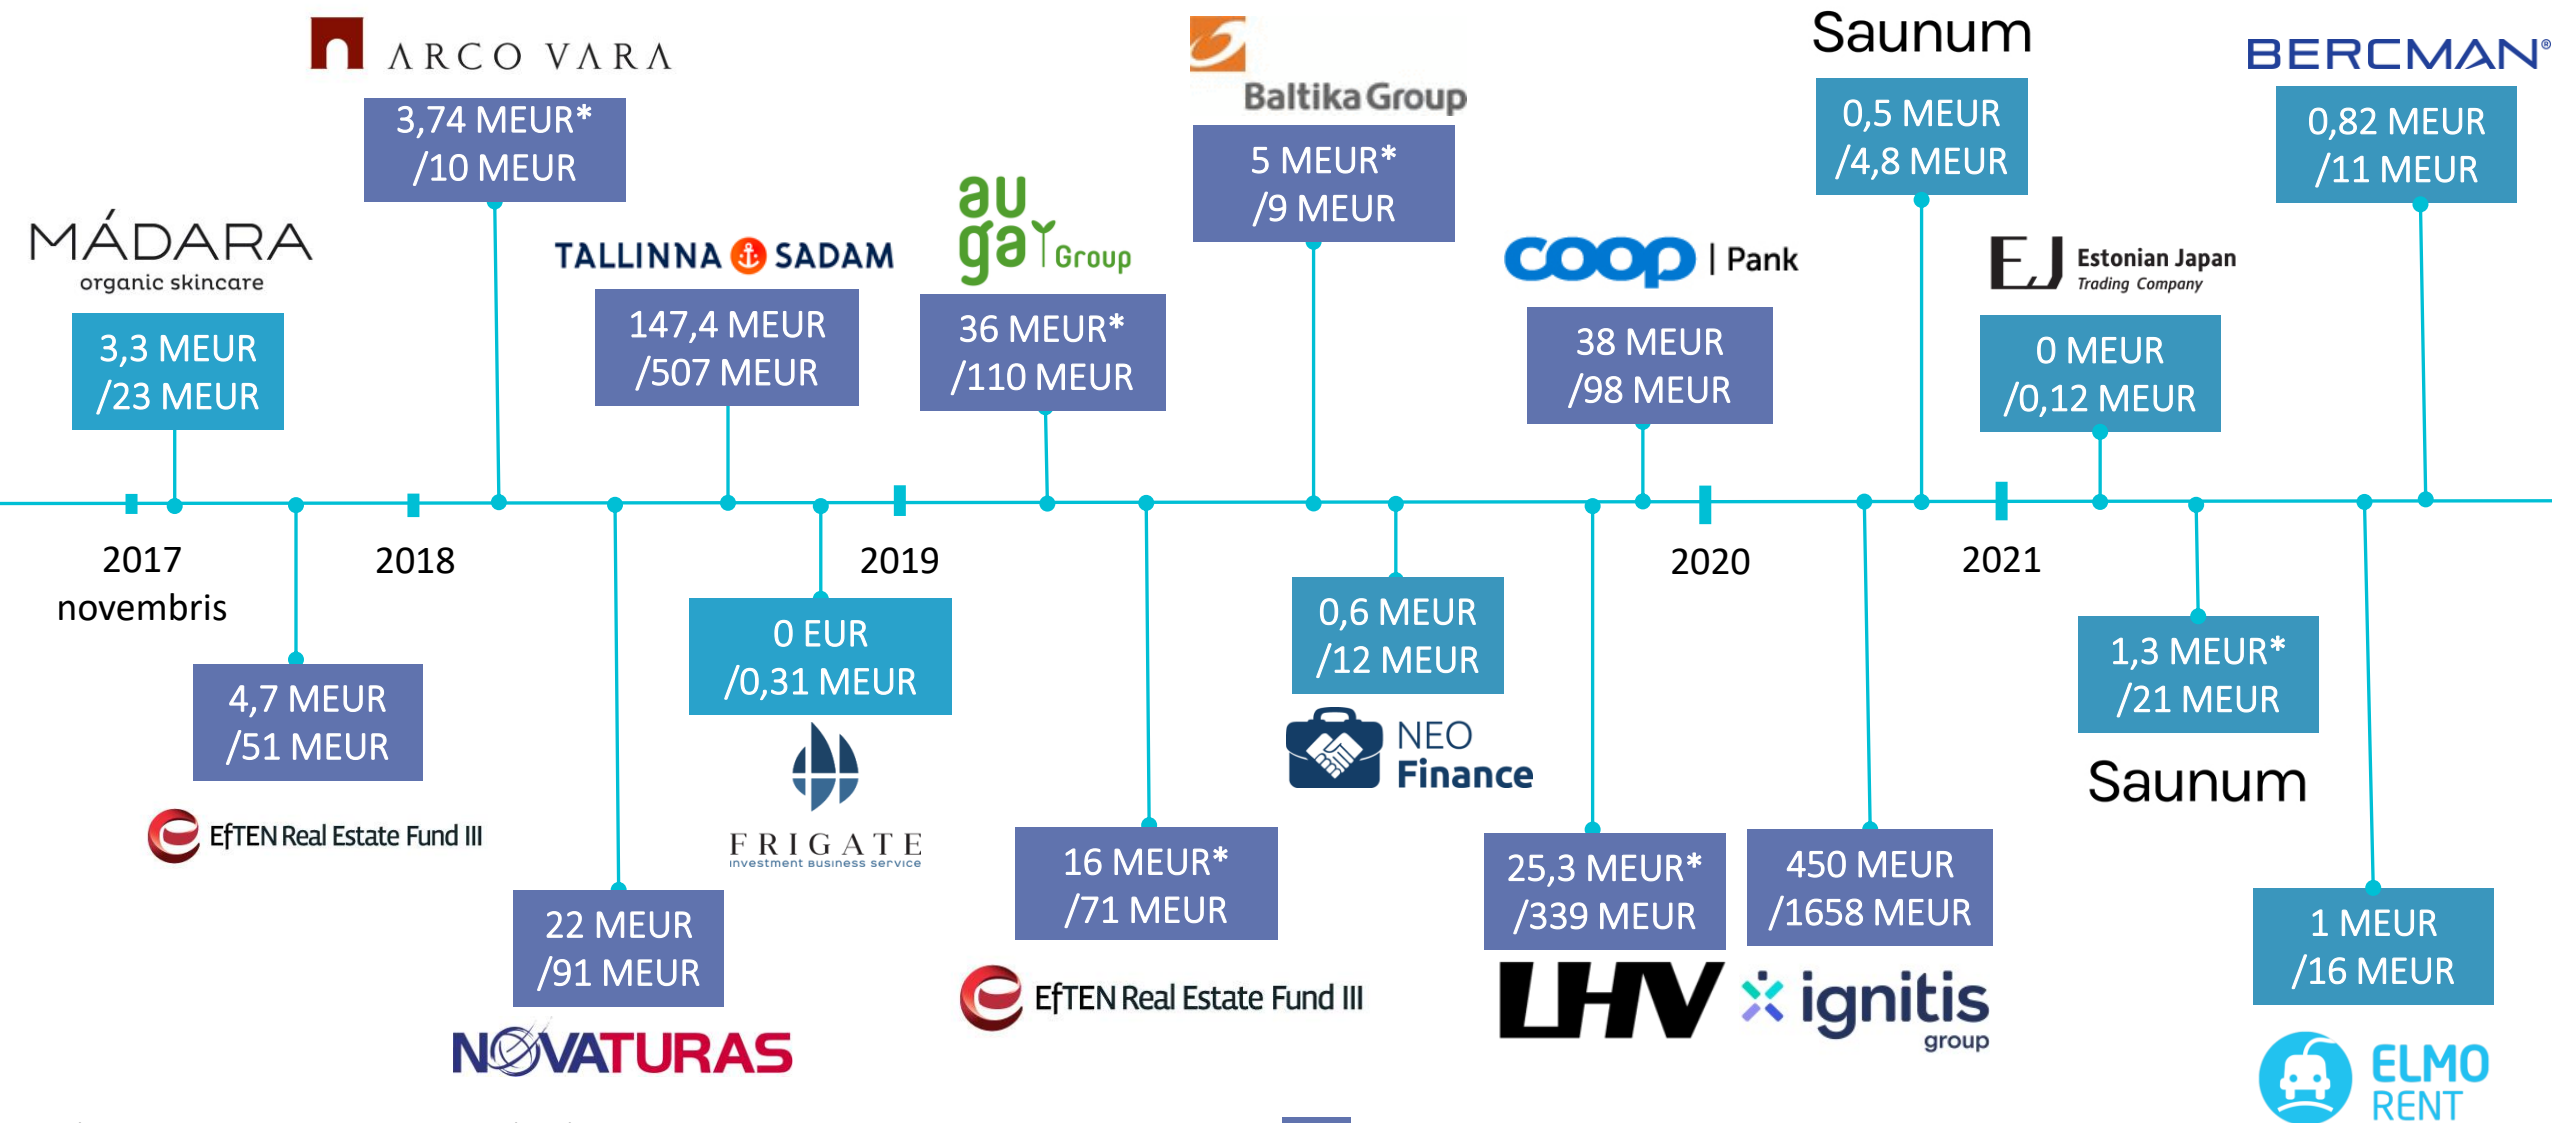 ARCO VARA
3,74 MEUR*
/10 MEUR
Baltika Group
5 MEUR*
/9 MEUR
Saunum
0,5 MEUR
/4,8 MEUR
BERCMAN®
0,82 MEUR
/11 MEUR
MÁDARA
organic skincare
3,3 MEUR
/23 MEUR
TALLINNA SADAM
147,4 MEUR
/507 MEUR
auga Group
36 MEUR*
/110 MEUR
coop | Pank
38 MEUR
/98 MEUR
EJ Estonian Japan
Trading Company
0 MEUR
/0,12 MEUR
2017
novembris
2018
2019
2020
2021
4,7 MEUR
/51 MEUR
EfTEN Real Estate Fund III
22 MEUR
/91 MEUR
NOVATURAS
0 EUR
/0,31 MEUR
FRIGATE
investment business service
16 MEUR*
/71 MEUR
EfTEN Real Estate Fund III
0,6 MEUR
/12 MEUR
NEO
Finance
25,3 MEUR*
/339 MEUR
LHV
450 MEUR
/1658 MEUR
ignitis
group
1,3 MEUR*
/21 MEUR
Saunum
1 MEUR
/16 MEUR
ELMO
RENT